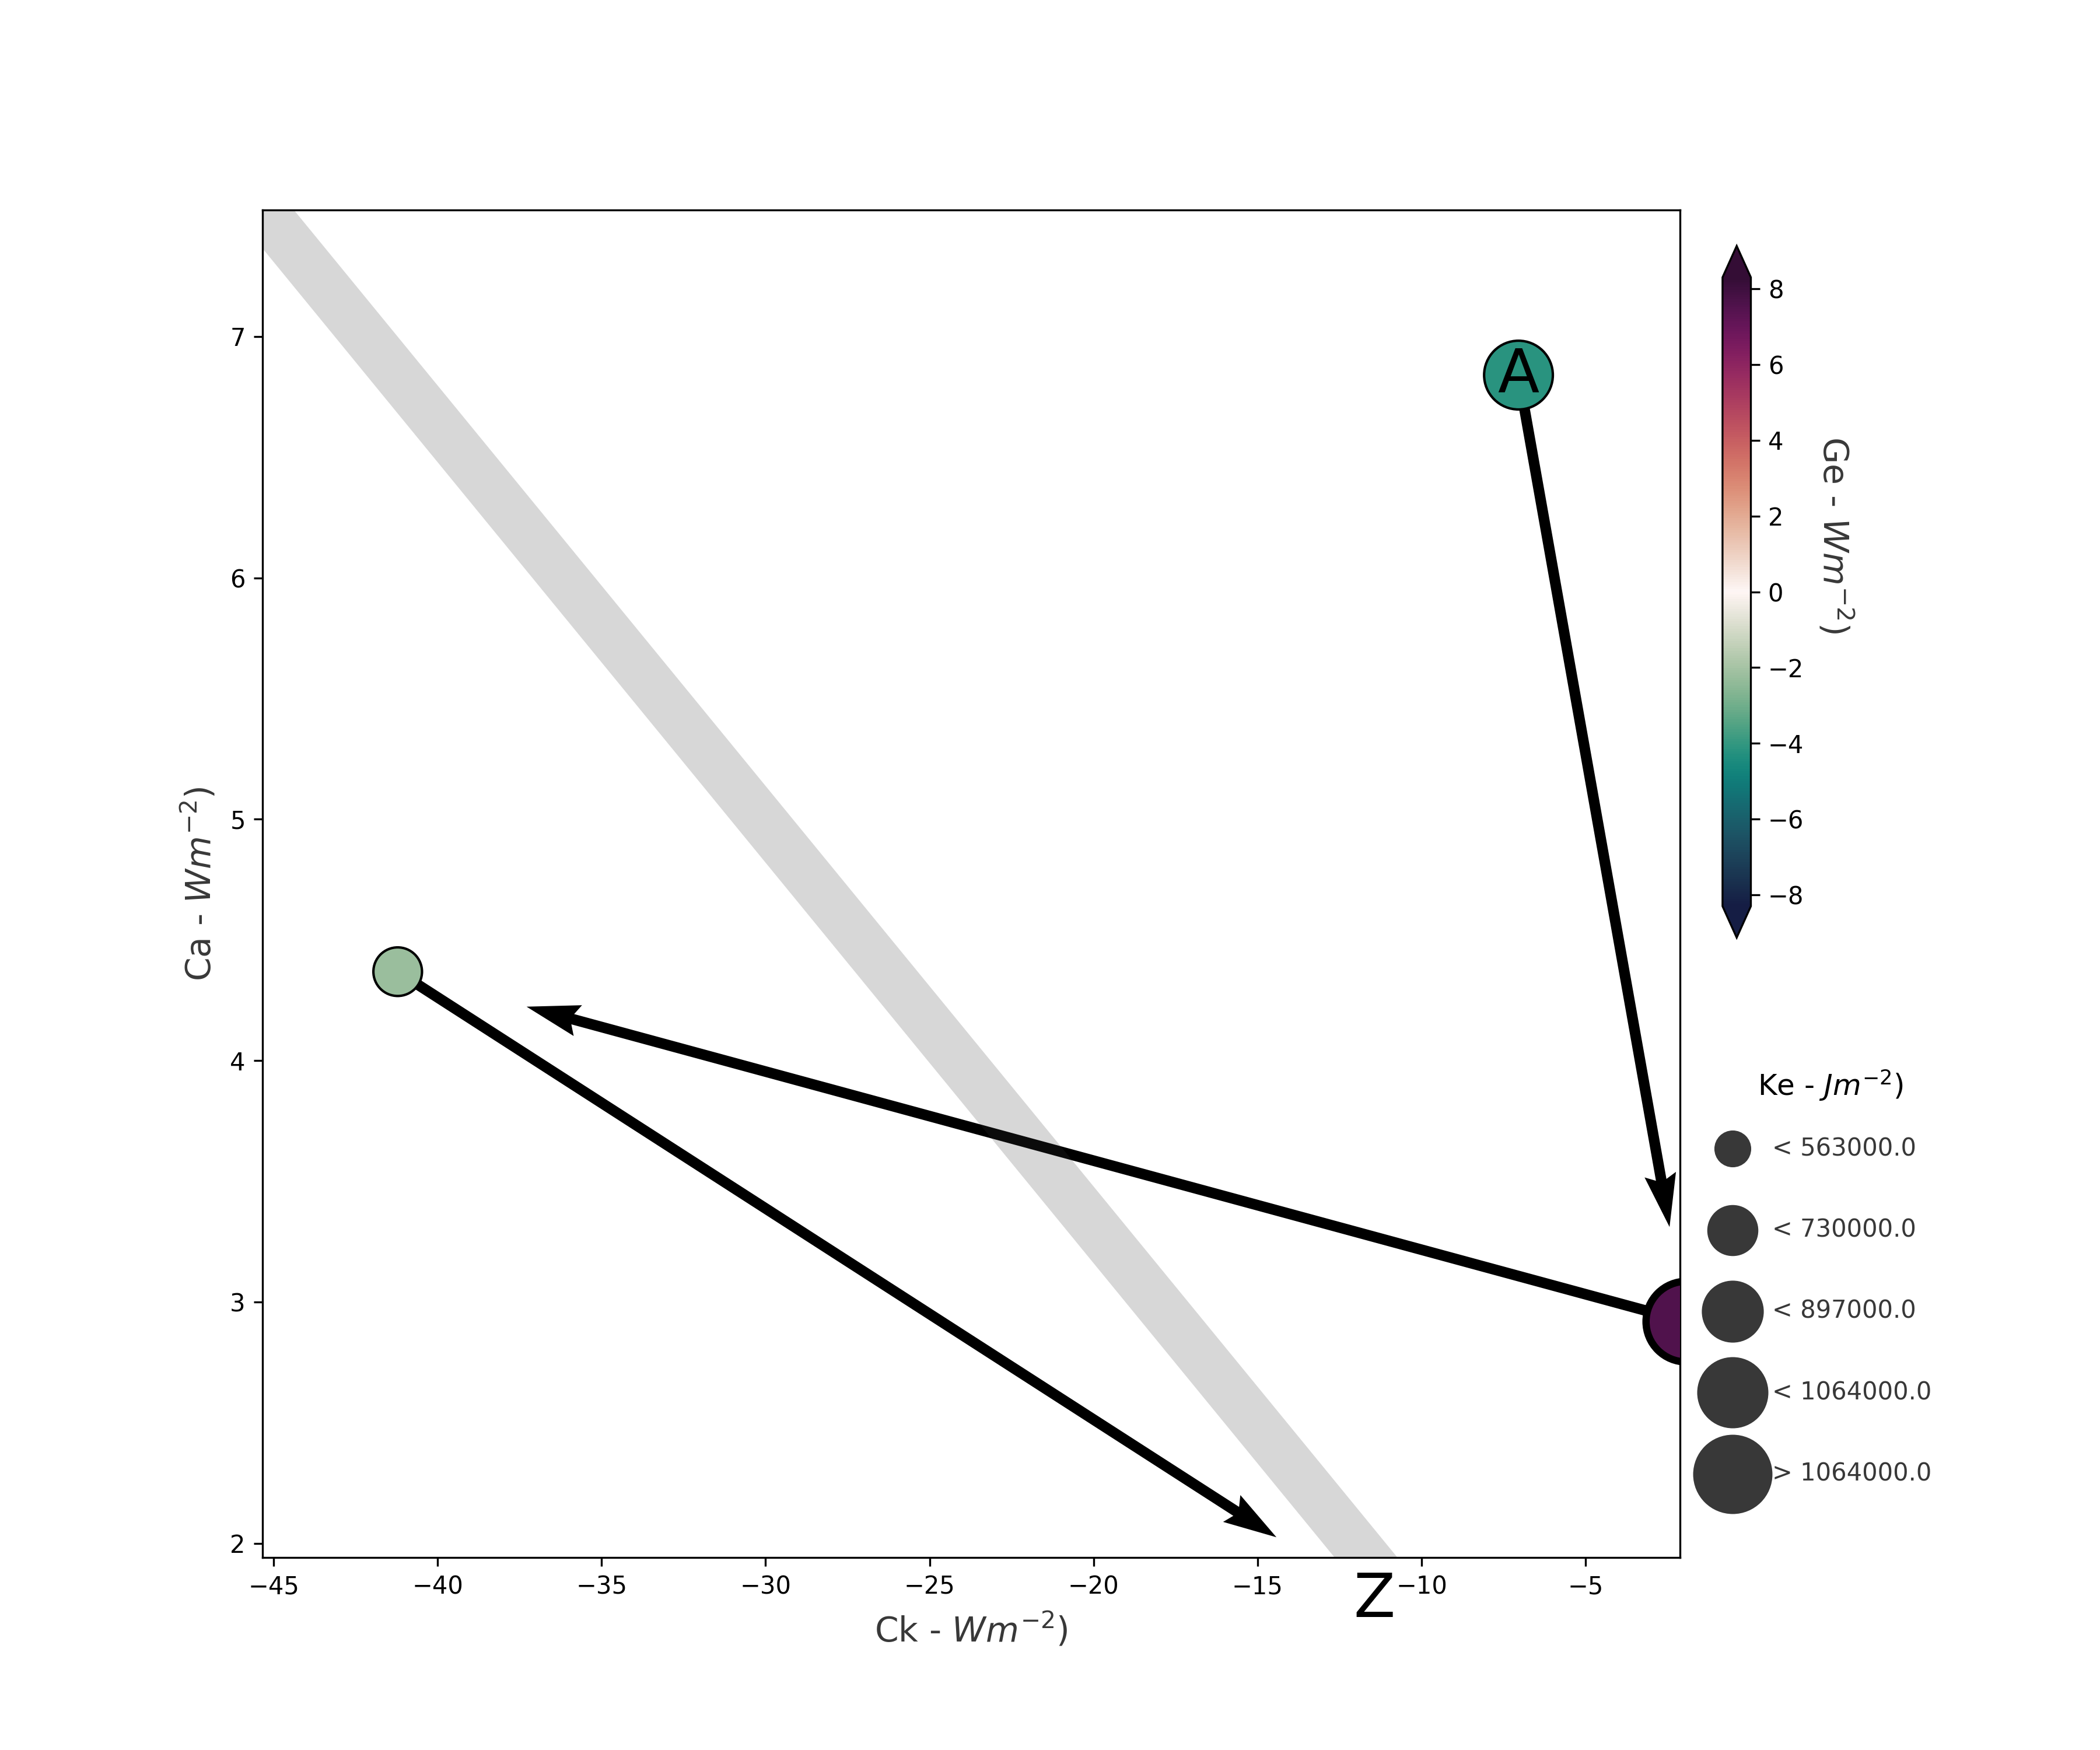 A
8
6
4
2
0
−2
−4
−6
−8
Ge - Wm⁻²)
7
6
5
4
3
2
Ca - Wm⁻²)
−45 −40 −35 −30 −25 −20 −15 −10 −5
Z
Ck - Wm⁻²)
Ke - Jm⁻²)
< 563000.0
< 730000.0
< 897000.0
< 1064000.0
> 1064000.0